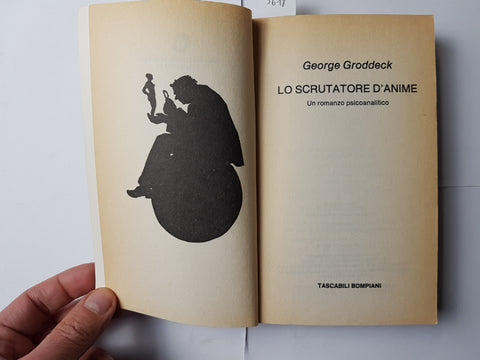 George Groddeck
LO SCRUTATORE D'ANIME
Un romanzo psicoanalitico
TASCABILI BOMPIANI